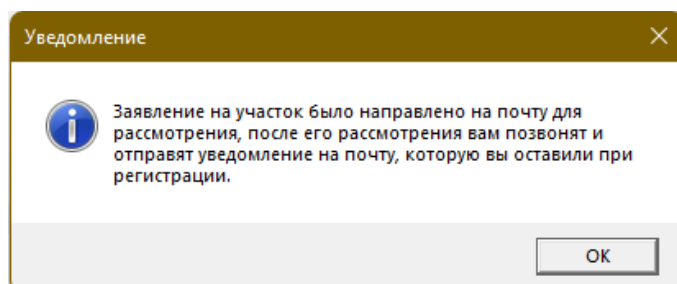 Уведомление
Заявление на участок было направлено на почту для
рассмотрения, после его рассмотрения вам позвонят и
отправят уведомление на почту, которую вы оставили при
регистрации.
ОК